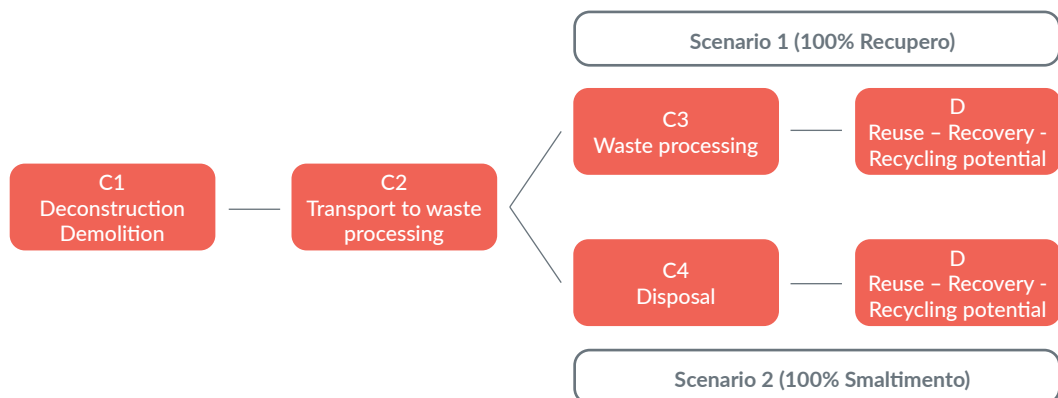 Scenario 1 (100% Recupero)
C3
Waste processing
D
Reuse – Recovery -
Recycling potential
C1
Deconstruction
Demolition
C2
Transport to waste
processing
C4
Disposal
D
Reuse – Recovery -
Recycling potential
Scenario 2 (100% Smaltimento)